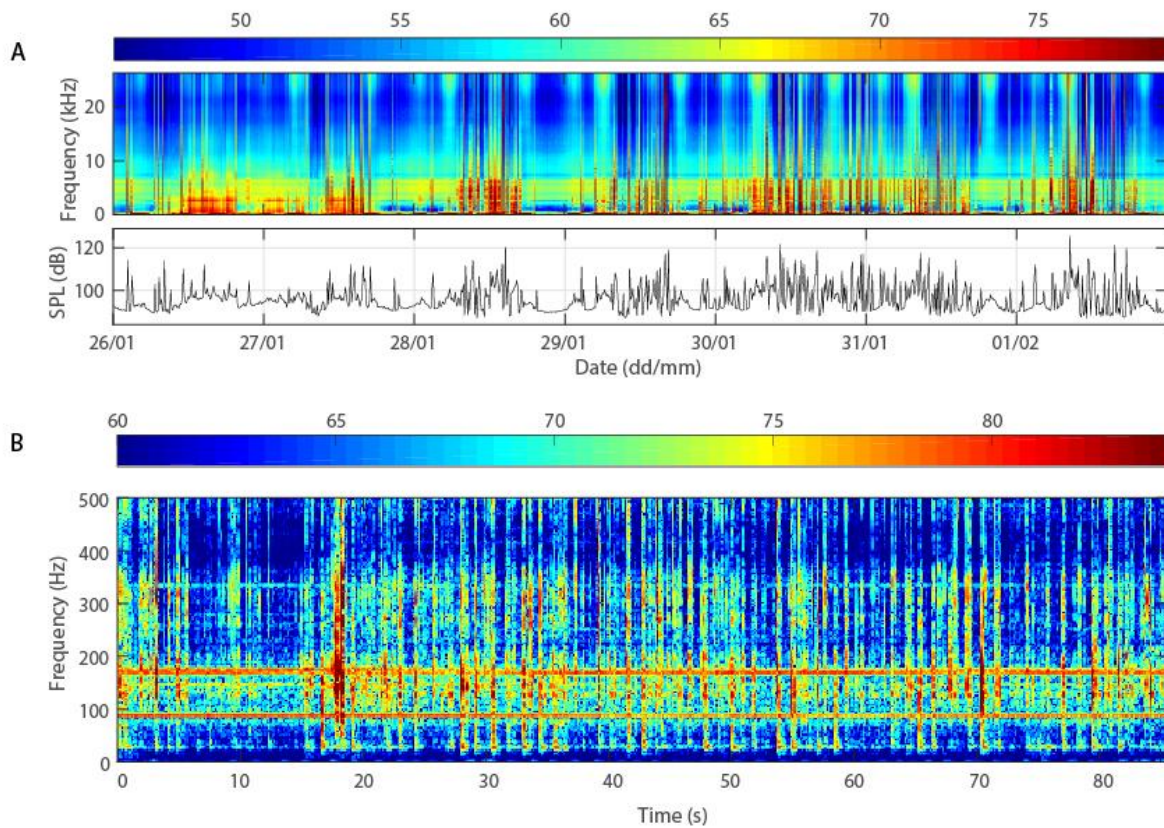 50 55 60 65 70 75
A
Frequency (kHz)
20
10
0
SPL (dB)
120
100
26/01 27/01 28/01 29/01 30/01 31/01 01/02
Date (dd/mm)
60 65 70 75 80
B
Frequency (Hz)
500
400
300
200
100
0
0 10 20 30 40 50 60 70 80
Time (s)